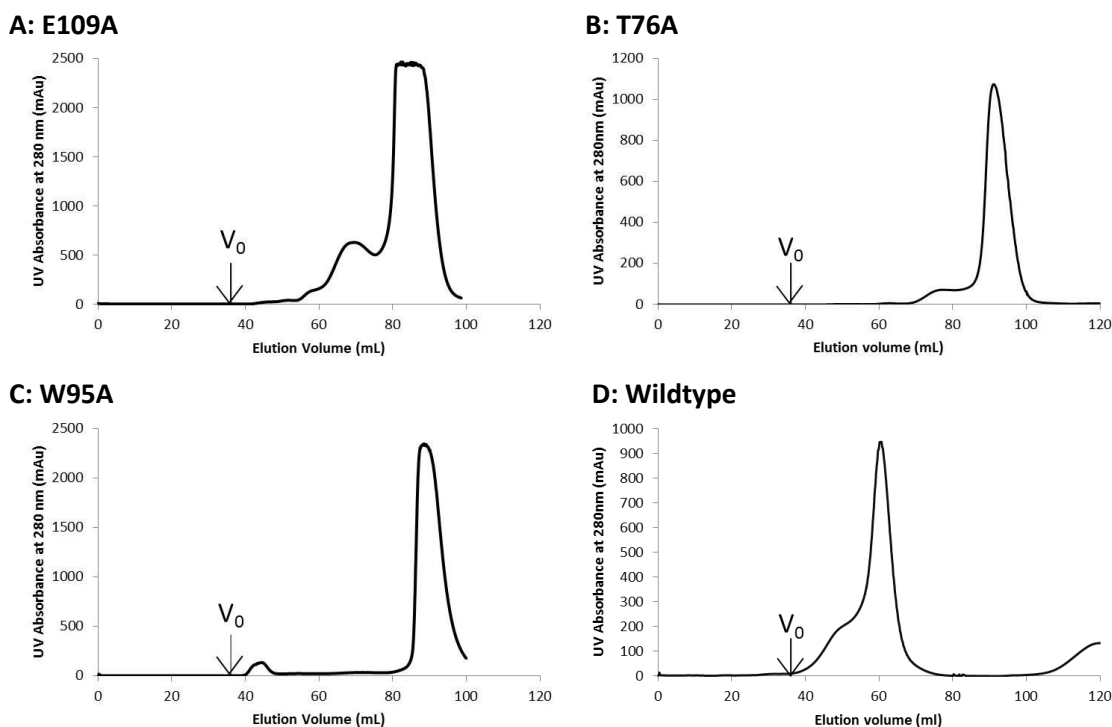 A: E109A
UV Absorbance at 280 nm (mAu)
2500
2000
1500
1000
500
0
V0
0 20 40 60 80 100 120
Elution Volume (mL)
B: T76A
UV Absorbance at 280nm (mAu)
1200
1000
800
600
400
200
0
V0
0 20 40 60 80 100 120
Elution volume (mL)
C: W95A
UV Absorbance at 280 nm (mAu)
2500
2000
1500
1000
500
0
V0
0 20 40 60 80 100 120
Elution Volume (mL)
D: Wildtype
UV Absorbance at 280nm (mAu)
1000
900
800
700
600
500
400
300
200
100
0
V0
0 20 40 60 80 100 120
Elution volume (ml)